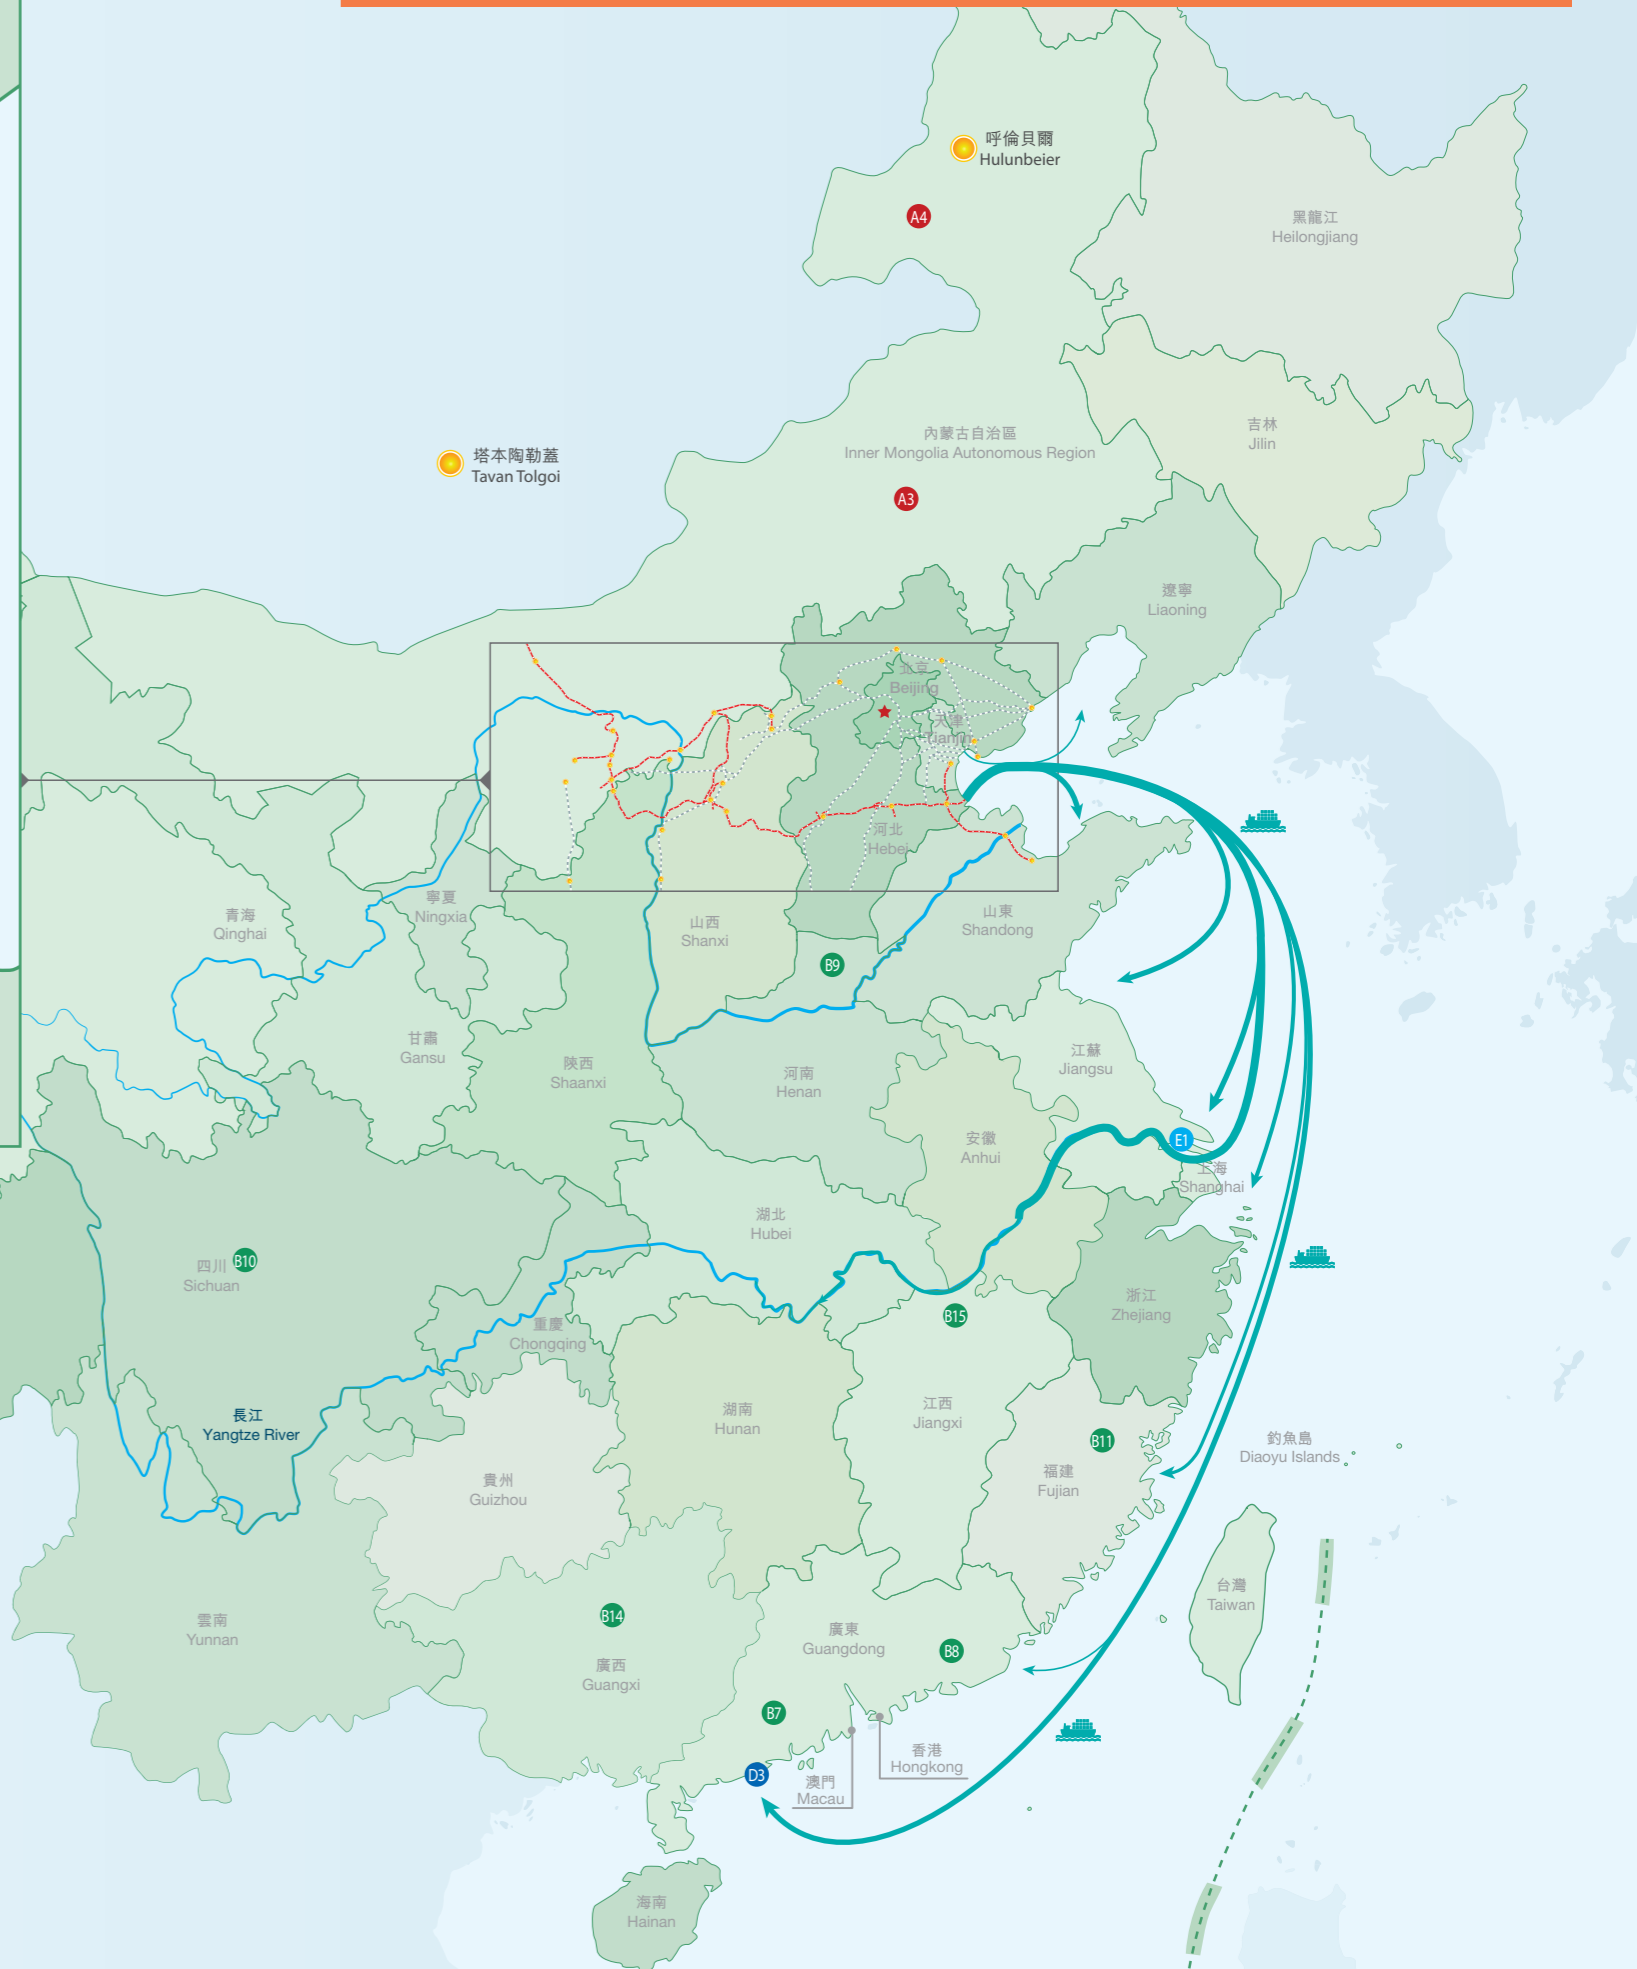 呼倫貝爾
Hulunbeier
A4
黑龍江
Heilongjiang
吉林
Jilin
內蒙古自治區
Inner Mongolia Autonomous Region
塔本陶勒蓋
Tavan Tolgoi
A3
遼寧
Liaoning
北京
Beijing
天津
Tianjin
河北
Hebei
寧夏
Ningxia
青海
Qinghai
山西
Shanxi
山東
Shandong
B9
甘肅
Gansu
陝西
Shaanxi
河南
Henan
江蘇
Jiangsu
安徽
Anhui
E1
上海
Shanghai
湖北
Hubei
四川
Sichuan
B10
重慶
Chongqing
浙江
Zhejiang
B15
長江
Yangtze River
湖南
Hunan
江西
Jiangxi
B11
福建
Fujian
釣魚島
Diaoyu Islands
貴州
Guizhou
台灣
Taiwan
雲南
Yunnan
B14
廣西
Guangxi
廣東
Guangdong
B8
B7
D3
香港
Hongkong
澳門
Macau
海南
Hainan